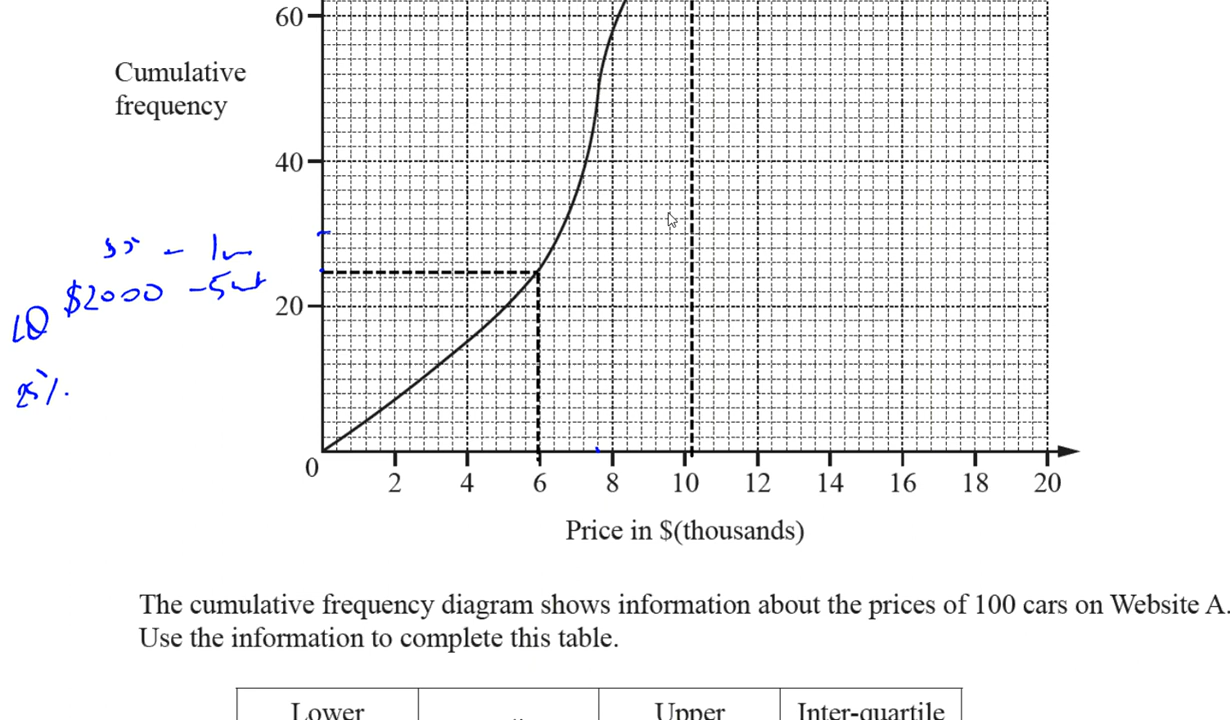 60
Cumulative
frequency
40
$2000 -
20
LQ
25%.
0
2 4 6 8 10 12 14 16 18 20
Price in $(thousands)
The cumulative frequency diagram shows information about the prices of 100 cars on Website A.
Use the information to complete this table.
Lower Upper Inter-quartile